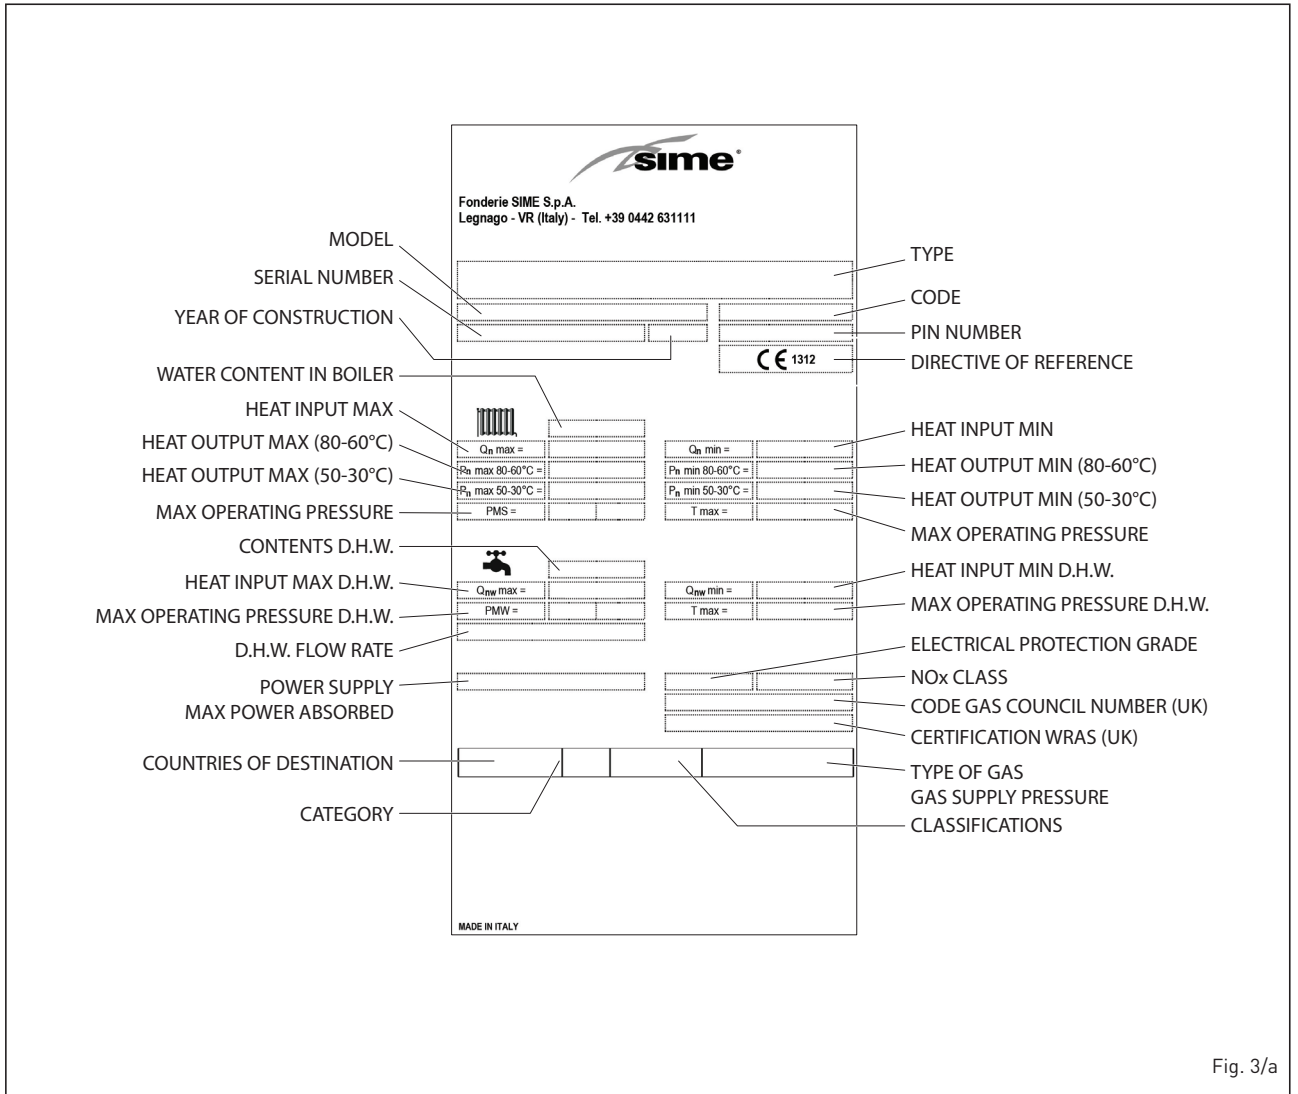 sime®
Fonderie SIME S.p.A.
Legnago - VR (Italy) - Tel. +39 0442 631111
MODEL
SERIAL NUMBER
YEAR OF CONSTRUCTION
WATER CONTENT IN BOILER
HEAT INPUT MAX
HEAT OUTPUT MAX (80-60°C)
HEAT OUTPUT MAX (50-30°C)
MAX OPERATING PRESSURE
CONTENTS D.H.W.
HEAT INPUT MAX D.H.W.
MAX OPERATING PRESSURE D.H.W.
D.H.W. FLOW RATE
POWER SUPPLY
MAX POWER ABSORBED
COUNTRIES OF DESTINATION
CATEGORY
CE 1312
Qn max =
Pn max 80-60°C =
Pn max 50-30°C =
PMS =
Qn min =
Pn min 80-60°C =
Pn min 50-30°C =
T max =
Qnw max =
PMW =
Qnw min =
T max =
TYPE
CODE
PIN NUMBER
DIRECTIVE OF REFERENCE
HEAT INPUT MIN
HEAT OUTPUT MIN (80-60°C)
HEAT OUTPUT MIN (50-30°C)
MAX OPERATING PRESSURE
HEAT INPUT MIN D.H.W.
MAX OPERATING PRESSURE D.H.W.
ELECTRICAL PROTECTION GRADE
NOx CLASS
CODE GAS COUNCIL NUMBER (UK)
CERTIFICATION WRAS (UK)
TYPE OF GAS
GAS SUPPLY PRESSURE
CLASSIFICATIONS
MADE IN ITALY
Fig. 3/a